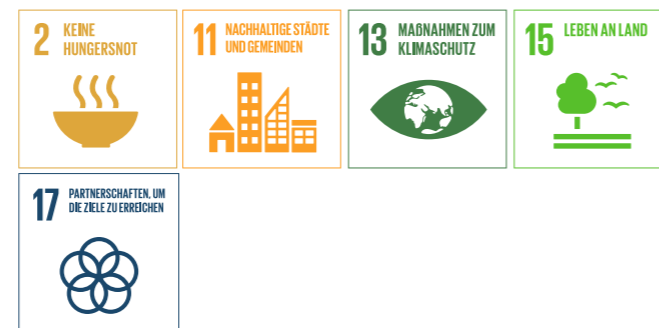 2 KEINE
HUNGERSNOT
11 NACHHALTIGE STÄDTE
UND GEMEINDEN
13 MAẞNAHMEN ZUM
KLIMASCHUTZ
15 LEBEN AN LAND
17 PARTNERSCHAFTEN, UM
DIE ZIELE ZU ERREICHEN